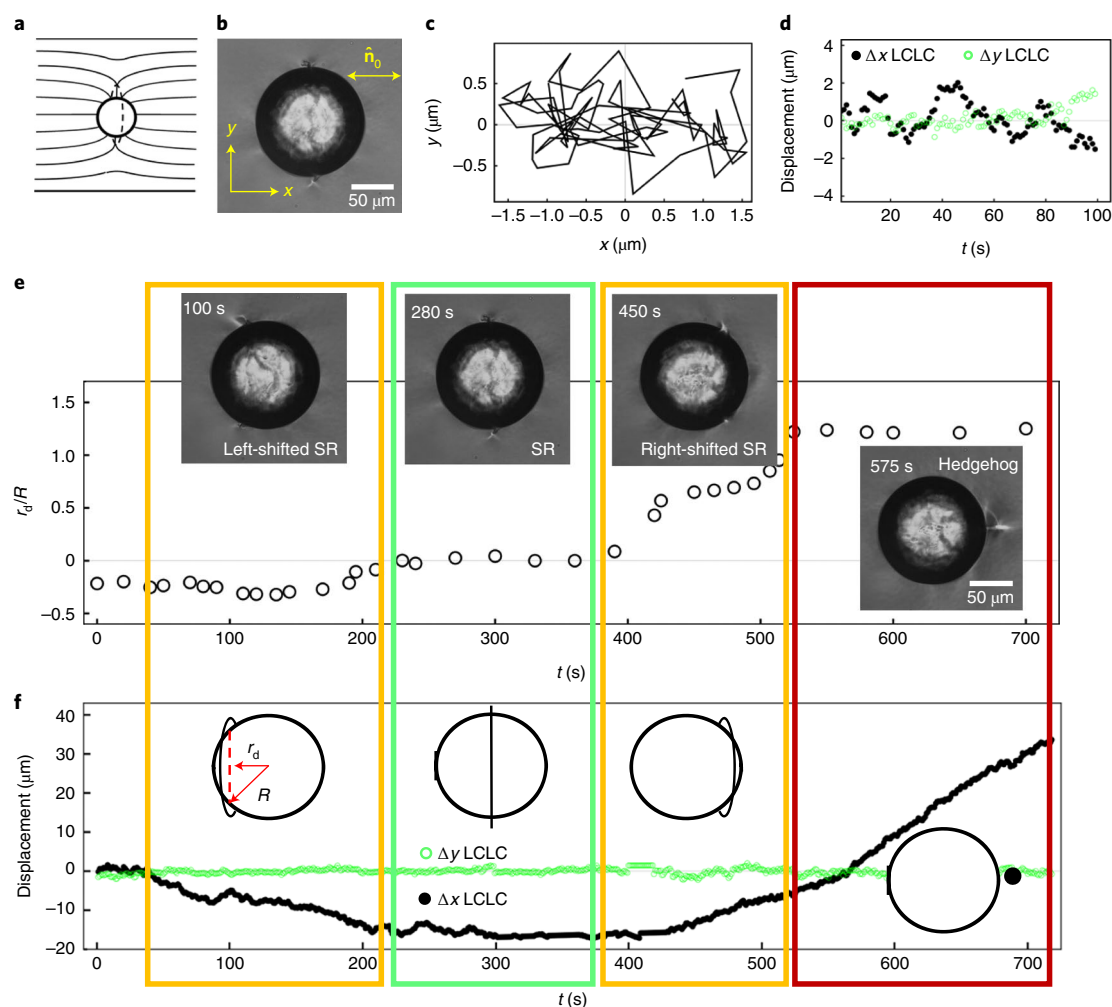 a
b
n̂₀
y
x
50 μm
c
0.5
0
−0.5
y (μm)
−1.5
−1.0
−0.5
0
0.5
1.0
1.5
x (μm)
d
Δx LCLC
Δy LCLC
4
2
0
−2
−4
Displacement (μm)
0
20
40
60
80
100
t (s)
e
100 s
Left-shifted SR
280 s
SR
450 s
Right-shifted SR
575 s
Hedgehog
50 μm
1.5
1.0
0.5
0
−0.5
r_d/R
0
100
200
300
400
500
600
700
t (s)
f
r_d
R
Δy LCLC
Δx LCLC
40
30
20
10
0
−10
−20
Displacement (μm)
0
100
200
300
400
500
600
700
t (s)